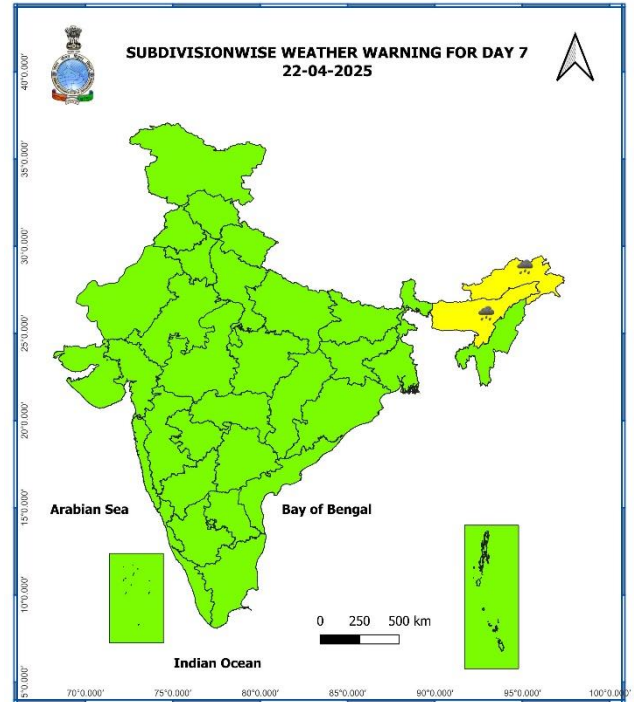 SUBDIVISIONWISE WEATHER WARNING FOR DAY 7
22-04-2025
40°0.000'
35°0.000'
30°0.000'
25°0.000'
20°0.000'
15°0.000'
10°0.000'
5°0.000'
Arabian Sea
Bay of Bengal
0 250 500 km
Indian Ocean
70°0.000' 75°0.000' 80°0.000' 85°0.000' 90°0.000' 95°0.000' 100°0.000'